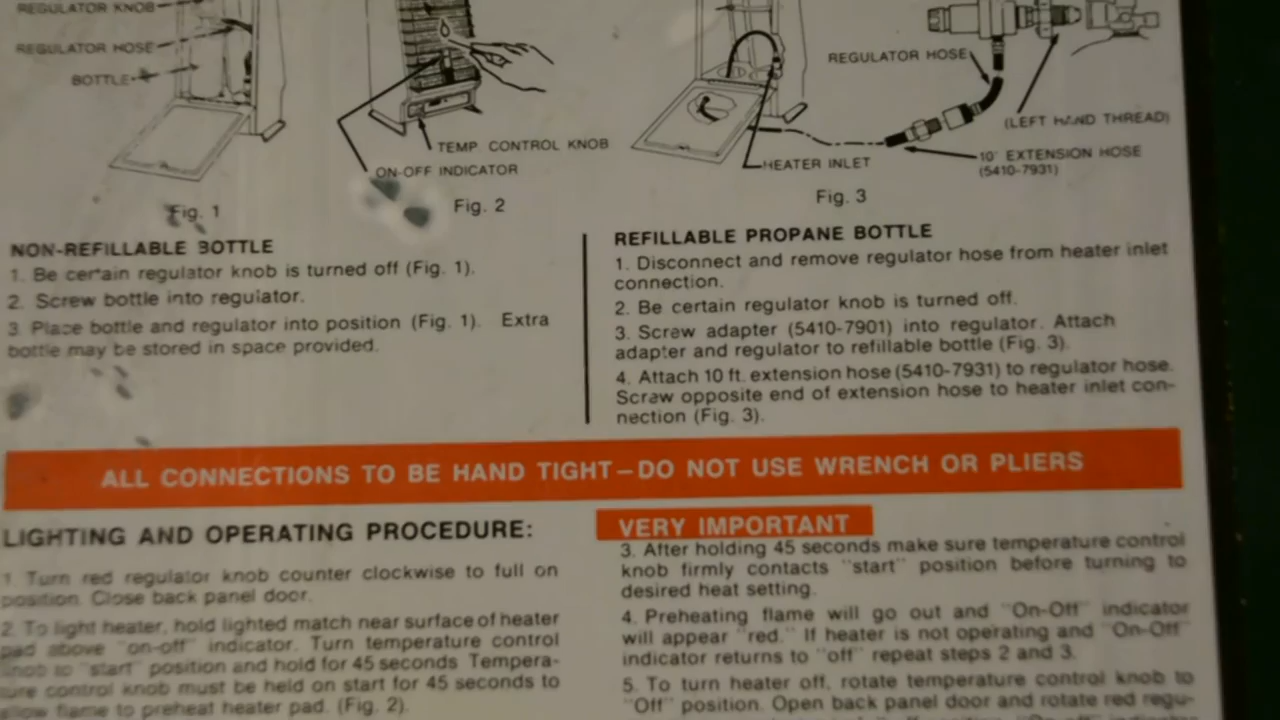 REGULATOR KNOB
REGULATOR HOSE
BOTTLE
Fig. 1
TEMP. CONTROL KNOB
ON-OFF INDICATOR
Fig. 2
REGULATOR HOSE
(LEFT HAND THREAD)
10' EXTENSION HOSE
(5410-7931)
HEATER INLET
Fig. 3
NON-REFILLABLE BOTTLE
1. Be certain regulator knob is turned off (Fig. 1).
2. Screw bottle into regulator.
3. Place bottle and regulator into position (Fig. 1). Extra
bottle may be stored in space provided.
REFILLABLE PROPANE BOTTLE
1. Disconnect and remove regulator hose from heater inlet
connection.
2. Be certain regulator knob is turned off.
3. Screw adapter (5410-7901) into regulator. Attach
adapter and regulator to refillable bottle (Fig. 3).
4. Attach 10 ft. extension hose (5410-7931) to regulator hose.
Screw opposite end of extension hose to heater inlet con-
nection (Fig. 3).
ALL CONNECTIONS TO BE HAND TIGHT—DO NOT USE WRENCH OR PLIERS
LIGHTING AND OPERATING PROCEDURE:
1. Turn red regulator knob counter clockwise to full on
position. Close back panel door.
2. To light heater, hold lighted match near surface of heater
pad above "on-off" indicator. Turn temperature control
knob to "start" position and hold for 45 seconds. Tempera-
ture control knob must be held on start for 45 seconds to
allow flame to preheat heater pad. (Fig. 2).
VERY IMPORTANT
3. After holding 45 seconds make sure temperature control
knob firmly contacts "start" position before turning to
desired heat setting.
4. Preheating flame will go out and "On-Off" indicator
will appear "red." If heater is not operating and "On-Off"
indicator returns to "off" repeat steps 2 and 3.
5. To turn heater off, rotate temperature control knob to
"Off" position. Open back panel door and rotate red regu-